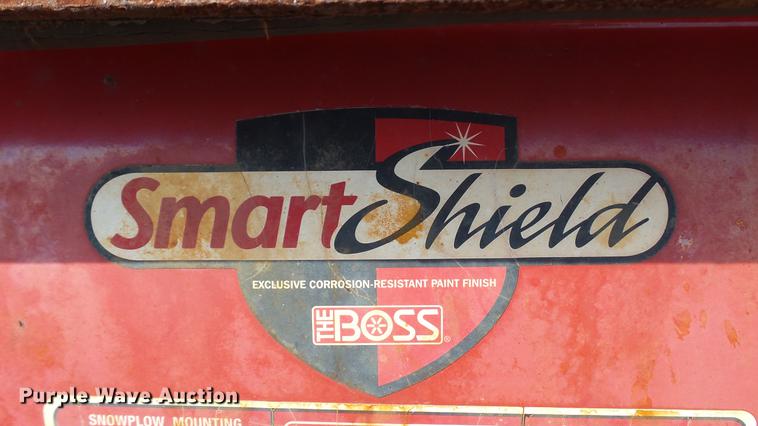 SmartShield
EXCLUSIVE CORROSION-RESISTANT PAINT FINISH
THE BOSS®
Purple Wave Auction
SNOWPLOW MOUNTING